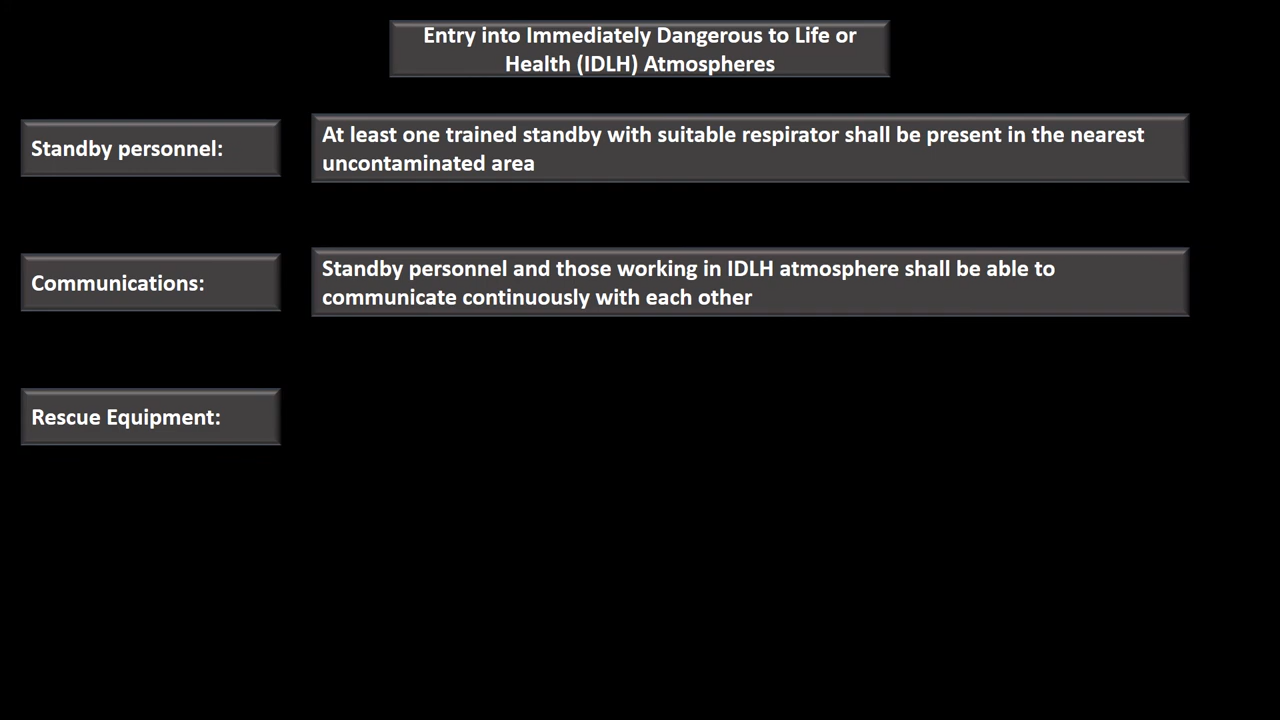 Entry into Immediately Dangerous to Life or
Health (IDLH) Atmospheres
Standby personnel:
At least one trained standby with suitable respirator shall be present in the nearest
uncontaminated area
Communications:
Standby personnel and those working in IDLH atmosphere shall be able to
communicate continuously with each other
Rescue Equipment: